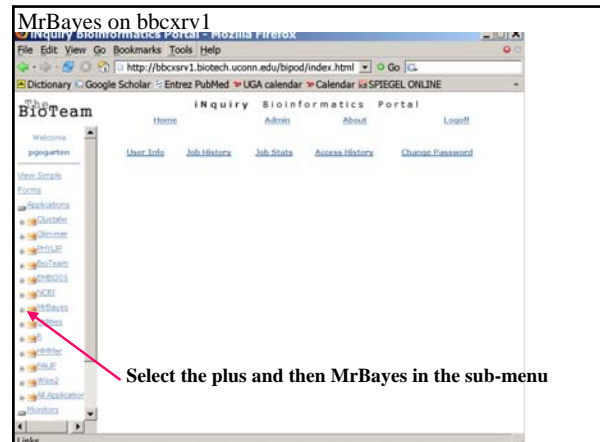 MrBayes on bbcxrv1
iNquiry Bioinformatics Portal - Mozilla Firefox
File Edit View Go Bookmarks Tools Help
http://bbcxsrv1.biotech.uconn.edu/bipod/index.html Go
Dictionary Google Scholar Entrez PubMed UGA calendar Calendar SPIEGEL ONLINE
The BioTeam
iNquiry Bioinformatics Portal
Home Admin About Logoff
Welcome
pgogarten
User Info Job History Job Stats Access History Change Password
View Simple
Forms
Applications
Clustalw
Glimmer
PHYLIP
BioTeam
EMBOSS
NCBI
MrBayes
HMMer
PAUP
Wise2
All Application
Monitors
Select the plus and then MrBayes in the sub-menu
Links